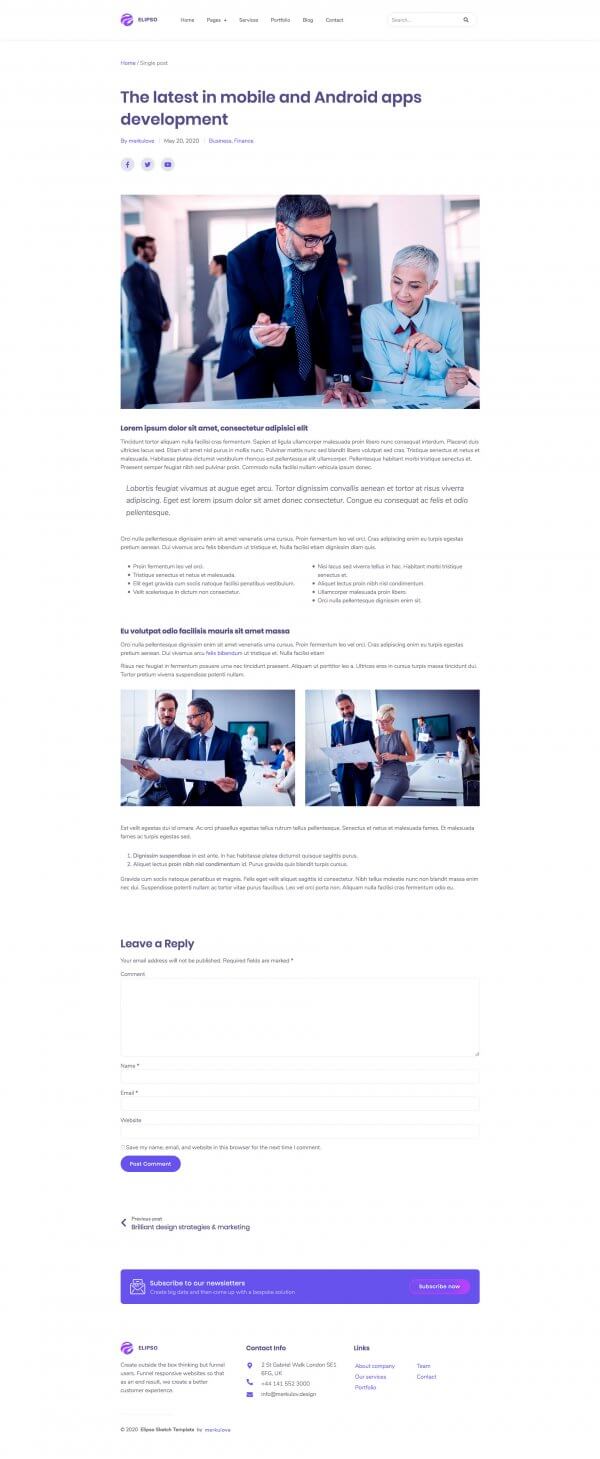 ELIPSO
Home Pages Services Portfolio Blog Contact Search...
Home / Single post
The latest in mobile and Android apps
development
By merkulove May 20, 2020 Business, Finance
Lorem ipsum dolor sit amet, consectetur adipisici elit
Tincidunt tortor aliquam nulla facilisi cras fermentum. Sapien et ligula ullamcorper malesuada proin libero nunc consequat interdum. Placerat duis
ultricies lacus sed. Etiam sit amet nisl purus in mollis nunc. Pulvinar mattis nunc sed blandit libero volutpat sed cras. Tristique senectus et netus et
malesuada. Habitasse platea dictumst vestibulum rhoncus est pellentesque elit ullamcorper. Pellentesque habitant morbi tristique senectus et.
Praesent semper feugiat nibh sed pulvinar proin. Commodo nulla facilisi nullam vehicula ipsum donec.
Lobortis feugiat vivamus at augue eget arcu. Tortor dignissim convallis aenean et tortor at risus viverra
adipiscing. Eget est lorem ipsum dolor sit amet donec consectetur. Congue eu consequat ac felis et odio
pellentesque.
Orci nulla pellentesque dignissim enim sit amet venenatis urna cursus. Proin fermentum leo vel orci. Cras adipiscing enim eu turpis egestas
pretium aenean. Dui vivamus arcu felis bibendum ut tristique et. Nulla facilisi etiam dignissim diam quis.
Proin fermentum leo vel orci.
Tristique senectus et netus et malesuada.
Elit eget gravida cum sociis natoque facilisi penatibus vestibulum.
Velit scelerisque in dictum non consectetur.
Nisi lacus sed viverra tellus in hac. Habitant morbi tristique
senectus et.
Aliquet lectus proin nibh nisl condimentum.
Ullamcorper malesuada proin libero.
Orci nulla pellentesque dignissim enim sit.
Eu volutpat odio facilisis mauris sit amet massa
Orci nulla pellentesque dignissim enim sit amet venenatis urna cursus. Proin fermentum leo vel orci. Cras adipiscing enim eu turpis egestas
pretium aenean. Dui vivamus arcu felis bibendum ut tristique et. Nulla facilisi etiam
Risus nec feugiat in fermentum posuere urna nec tincidunt praesent. Aliquam ut porttitor leo a. Ultrices eros in cursus turpis massa tincidunt dui.
Tortor pretium viverra suspendisse potenti nullam.
Est velit egestas dui id ornare. Ac orci phasellus egestas tellus rutrum tellus pellentesque. Senectus et netus et malesuada fames. Et malesuada
fames ac turpis egestas sed.
1. Dignissim suspendisse in est ante. In hac habitasse platea dictumst quisque sagittis purus.
2. Aliquet lectus proin nibh nisl condimentum id. Purus gravida quis blandit turpis cursus.
Gravida cum sociis natoque penatibus et magnis. Felis eget velit aliquet sagittis id consectetur. Nibh tellus molestie nunc non blandit massa enim
nec dui. Suspendisse potenti nullam ac tortor vitae purus faucibus. Leo vel orci porta non. Aliquam nulla facilisi cras fermentum odio eu.
Leave a Reply
Your email address will not be published. Required fields are marked *
Comment
Name *
Email *
Website
Save my name, email, and website in this browser for the next time I comment.
Post Comment
Previous post
Brilliant design strategies & marketing
Subscribe to our newsletters
Create big data and then come up with a bespoke solution
Subscribe now
ELIPSO
Create outside the box thinking but funnel
users. Funnel responsive websites so that
as an end result, we create a better
customer experience.
Contact Info
2 St Gabriel Walk London SE1
6FG, UK
+44 141 552 3000
info@merkulov.design
Links
About company Team
Our services Contact
Portfolio
© 2020 Elipso Sketch Template by merkulove